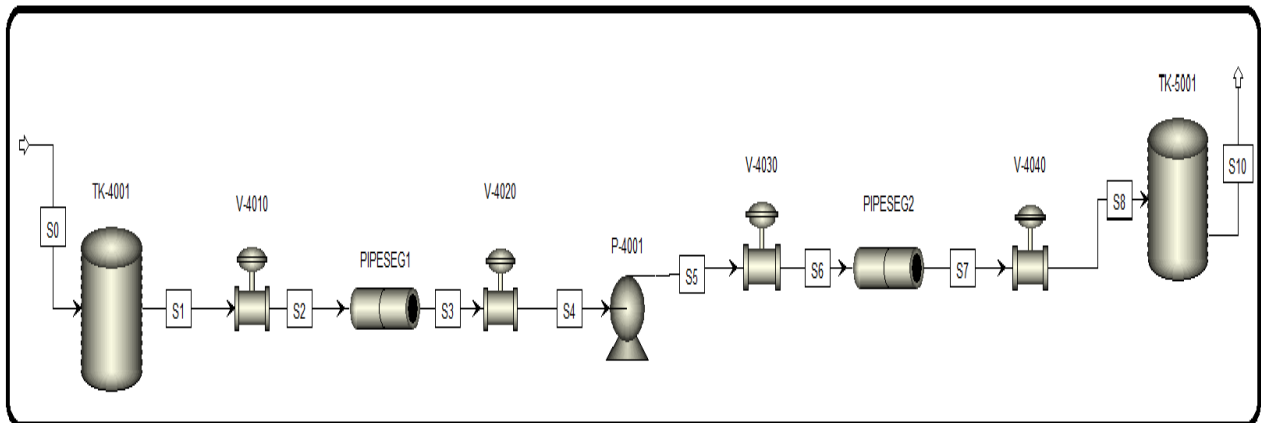 TK-5001
V-4030
V-4040
PIPESEG2
S10
TK-4001
V-4010
V-4020
S8
S0
P-4001
PIPESEG1
S5
S6
S7
S1
S2
S3
S4